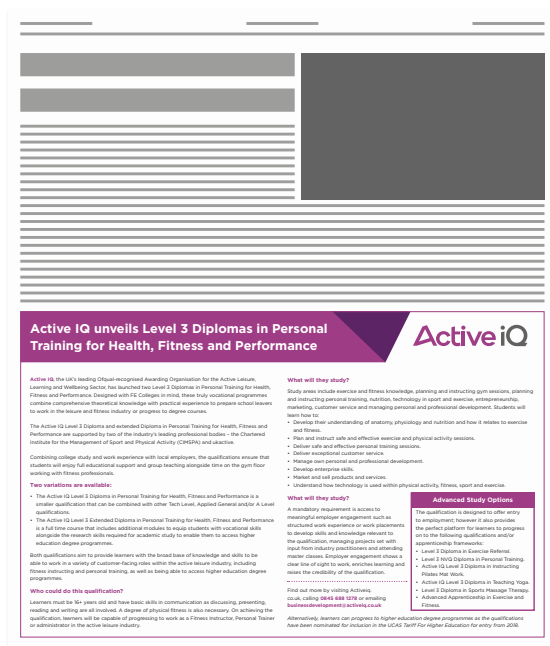 Active IQ unveils Level 3 Diplomas in Personal
Training for Health, Fitness and Performance
Active iQ
Active IQ, the UK's leading Ofqual-recognised Awarding Organisation for the Active Leisure,
Learning and Wellbeing Sector, has launched two Level 3 Diplomas in Personal Training for Health,
Fitness and Performance. Designed with FE Colleges in mind, these truly vocational programmes
combine comprehensive theoretical knowledge with practical experience to prepare school leavers
to work in the leisure and fitness industry or progress to degree courses.
The Active IQ Level 3 Diploma and extended Diploma in Personal Training for Health, Fitness and
Performance are supported by two of the industry's leading professional bodies – the Chartered
Institute for the Management of Sport and Physical Activity (CIMSPA) and ukactive.
Combining college study and work experience with local employers, the qualifications ensure that
students will enjoy full educational support and group teaching alongside time on the gym floor
working with fitness professionals.
Two variations are available:
• The Active IQ Level 3 Diploma in Personal Training for Health, Fitness and Performance is a
smaller qualification that can be combined with other Tech Level, Applied General and/or A Level
qualifications.
• The Active IQ Level 3 Extended Diploma in Personal Training for Health, Fitness and Performance
is a full time course that includes additional modules to equip students with vocational skills
alongside the research skills required for academic study to enable them to access higher
education degree programmes.
Both qualifications aim to provide learners with the broad base of knowledge and skills to be
able to work in a variety of customer-facing roles within the active leisure industry, including
fitness instructing and personal training, as well as being able to access higher education degree
programmes.
Who could do this qualification?
Learners must be 16+ years old and have basic skills in communication as discussing, presenting,
reading and writing are all involved. A degree of physical fitness is also necessary. On achieving the
qualification, learners will be capable of progressing to work as a Fitness Instructor, Personal Trainer
or administrator in the active leisure industry.
What will they study?
Study areas include exercise and fitness knowledge, planning and instructing gym sessions, planning
and instructing personal training, nutrition, technology in sport and exercise, entrepreneurship,
marketing, customer service and managing personal and professional development. Students will
learn how to:
• Develop their understanding of anatomy, physiology and nutrition and how it relates to exercise
and fitness.
• Plan and instruct safe and effective exercise and physical activity sessions.
• Deliver safe and effective personal training sessions.
• Deliver exceptional customer service.
• Manage own personal and professional development.
• Develop enterprise skills.
• Market and sell products and services.
• Understand how technology is used within physical activity, fitness, sport and exercise.
What will they study?
A mandatory requirement is access to
meaningful employer engagement such as
structured work experience or work placements
to develop skills and knowledge relevant to
the qualification, managing projects set with
input from industry practitioners and attending
master classes. Employer engagement shows a
clear line of sight to work, enriches learning and
raises the credibility of the qualification.
Find out more by visiting Activeiq.
co.uk, calling 0845 688 1278 or emailing
businessdevelopment@activeiq.co.uk
Advanced Study Options
The qualification is designed to offer entry
to employment; however it also provides
the perfect platform for learners to progress
on to the following qualifications and/or
apprenticeship frameworks:
• Level 3 Diploma in Exercise Referral.
• Level 3 NVQ Diploma in Personal Training.
• Active IQ Level 3 Diploma in Instructing
Pilates Mat Work.
• Active IQ Level 3 Diploma in Teaching Yoga.
• Level 3 Diploma in Sports Massage Therapy.
• Advanced Apprenticeship in Exercise and
Fitness.
Alternatively, learners can progress to higher education degree programmes as the qualifications
have been nominated for inclusion in the UCAS Tariff For Higher Education for entry from 2018.